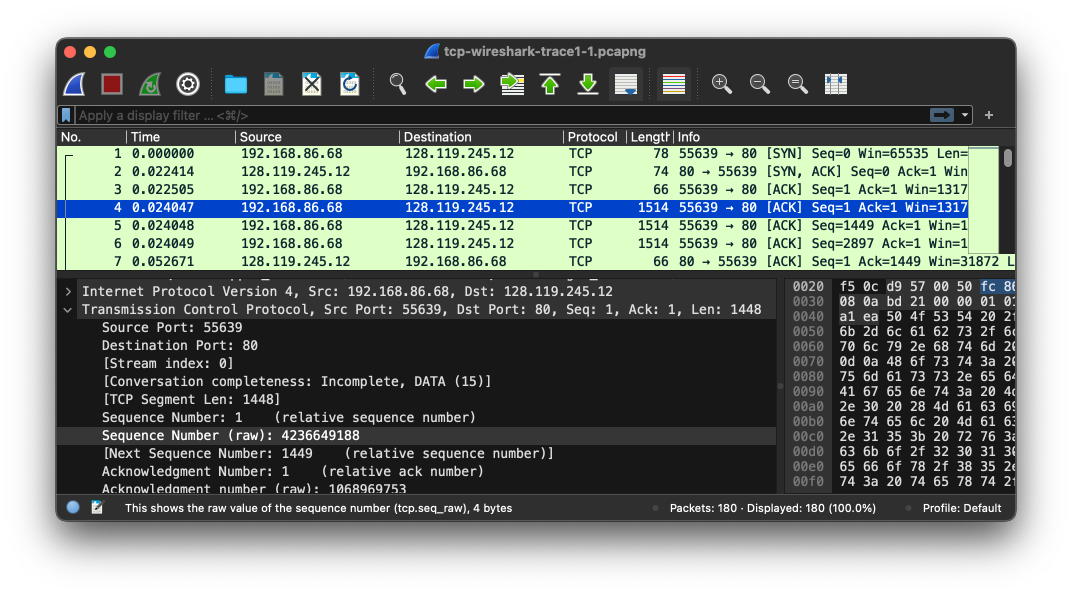 tcp-wireshark-trace1-1.pcapng
Apply a display filter … <⌘/>
No. Time Source Destination Protocol Length Info
1 0.000000 192.168.86.68 128.119.245.12 TCP 78 55639 → 80 [SYN] Seq=0 Win=65535 Len=
2 0.022414 128.119.245.12 192.168.86.68 TCP 74 80 → 55639 [SYN, ACK] Seq=0 Ack=1 Win
3 0.022505 192.168.86.68 128.119.245.12 TCP 66 55639 → 80 [ACK] Seq=1 Ack=1 Win=1317
4 0.024047 192.168.86.68 128.119.245.12 TCP 1514 55639 → 80 [ACK] Seq=1 Ack=1 Win=1317
5 0.024048 192.168.86.68 128.119.245.12 TCP 1514 55639 → 80 [ACK] Seq=1449 Ack=1 Win=1
6 0.024049 192.168.86.68 128.119.245.12 TCP 1514 55639 → 80 [ACK] Seq=2897 Ack=1 Win=1
7 0.052671 128.119.245.12 192.168.86.68 TCP 66 80 → 55639 [ACK] Seq=1 Ack=1449 Win=31872 L
Internet Protocol Version 4, Src: 192.168.86.68, Dst: 128.119.245.12
Transmission Control Protocol, Src Port: 55639, Dst Port: 80, Seq: 1, Ack: 1, Len: 1448
Source Port: 55639
Destination Port: 80
[Stream index: 0]
[Conversation completeness: Incomplete, DATA (15)]
[TCP Segment Len: 1448]
Sequence Number: 1 (relative sequence number)
Sequence Number (raw): 4236649188
[Next Sequence Number: 1449 (relative sequence number)]
Acknowledgment Number: 1 (relative ack number)
Acknowledgment number (raw): 1068969753
0020 f5 0c d9 57 00 50 fc 86
0030 08 0a bd 21 00 00 01 01
0040 a1 ea 50 4f 53 54 20 2f
0050 6b 2d 6c 61 62 73 2f 6c
0060 70 6c 79 2e 68 74 6d 20
0070 0d 0a 48 6f 73 74 3a 20
0080 75 6d 61 73 73 2e 65 64
0090 41 67 65 6e 74 3a 20 4d
00a0 2e 30 20 28 4d 61 63 69
00b0 6e 74 65 6c 20 4d 61 63
00c0 2e 31 35 3b 20 72 76 3a
00d0 63 6b 6f 2f 32 30 31 30
00e0 65 66 6f 78 2f 38 35 2e
00f0 74 3a 20 74 65 78 74 2f
This shows the raw value of the sequence number (tcp.seq_raw), 4 bytes
Packets: 180 · Displayed: 180 (100.0%)
Profile: Default